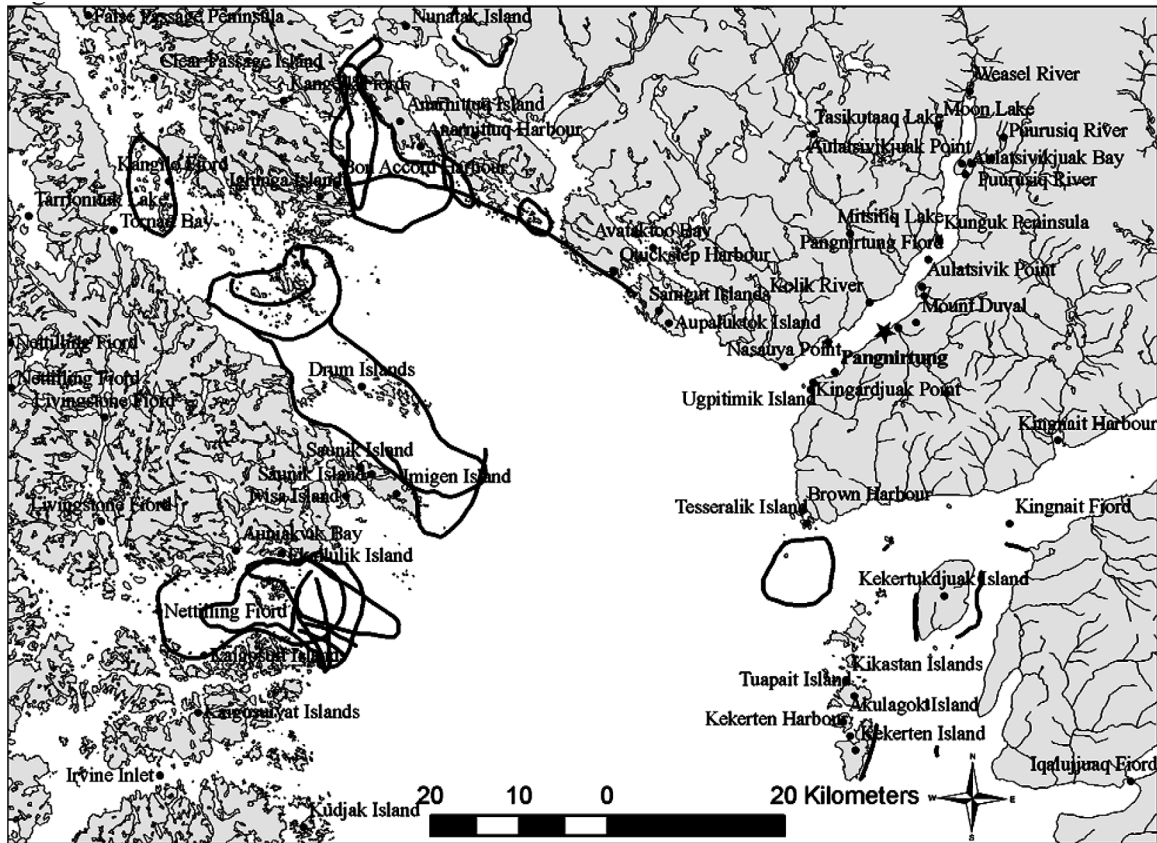 False Passage Peninsula
Nunatak Island
Clear Passage Island
Kangilo Fiord
Weasel River
Anarnittuq Island
Moon Lake
Tasikutaaq Lake
Anarnittuq Harbour
Puurusiq River
Aulatsivikjuak Point
Aulatsivikjuak Bay
Kangilo Fiord
Bon Accord Harbour
Puurusiq River
Island
Lake
Tornait Bay
Mitsitiq Lake
Kunguk Peninsula
Avataktoo Bay
Pangnirtung Fiord
Quickstep Harbour
Aulatsivik Point
Kolik River
Sanigut Islands
Mount Duval
Aupaluktok Island
Nettilling Fiord
Nasauya Point
Pangnirtung
Drum Islands
Nettilling Fiord
Kingardjuak Point
Ugpitimik Island
Livingstone Fiord
Kingnait Harbour
Saunik Island
Saunik Island
Imigen Island
Iwisa Island
Brown Harbour
Livingstone Fiord
Tesseralik Island
Kingnait Fjord
Auniakvik Bay
Island
Kekertukdjuak Island
Nettilling Fiord
Island
Kikastan Islands
Tuapait Island
Akulagok Island
Kaigosuiyat Islands
Kekerten Harbour
Kekerten Island
Irvine Inlet
Iqalujjuaq Fiord
N
W
E
S
Kudjak Island
20 10 0 20 Kilometers